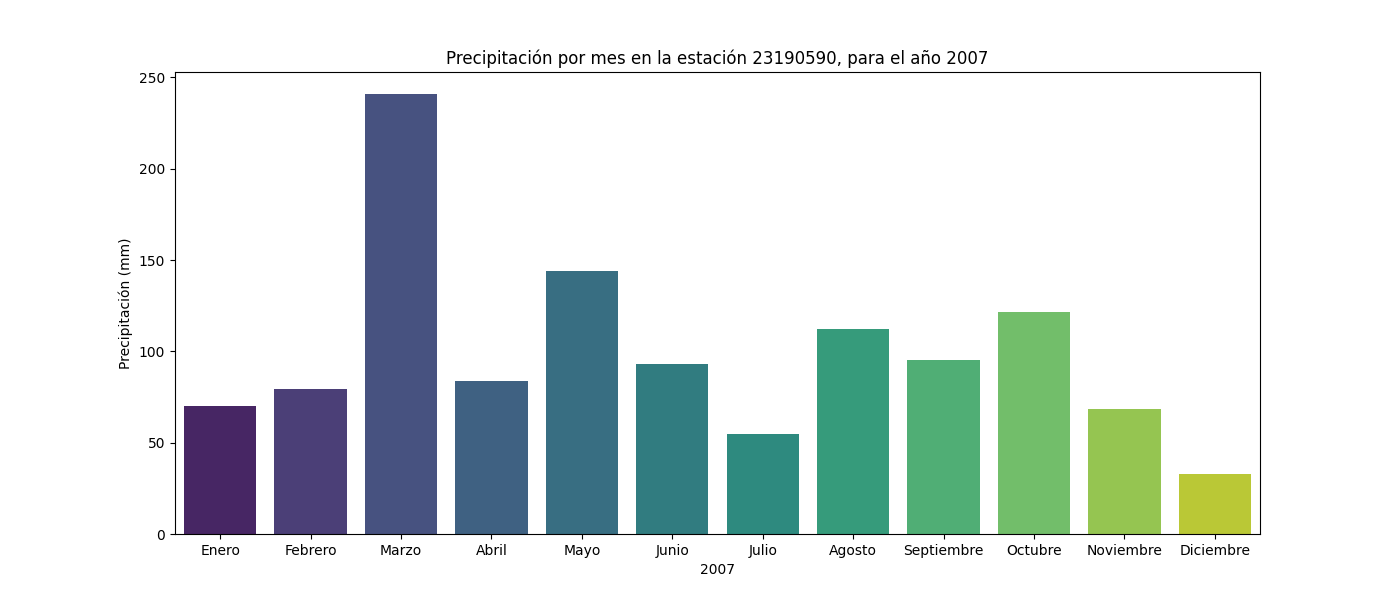 Precipitación por mes en la estación 23190590, para el año 2007
Precipitación (mm)
250
200
150
100
50
0
Enero Febrero Marzo Abril Mayo Junio Julio Agosto Septiembre Octubre Noviembre Diciembre
2007